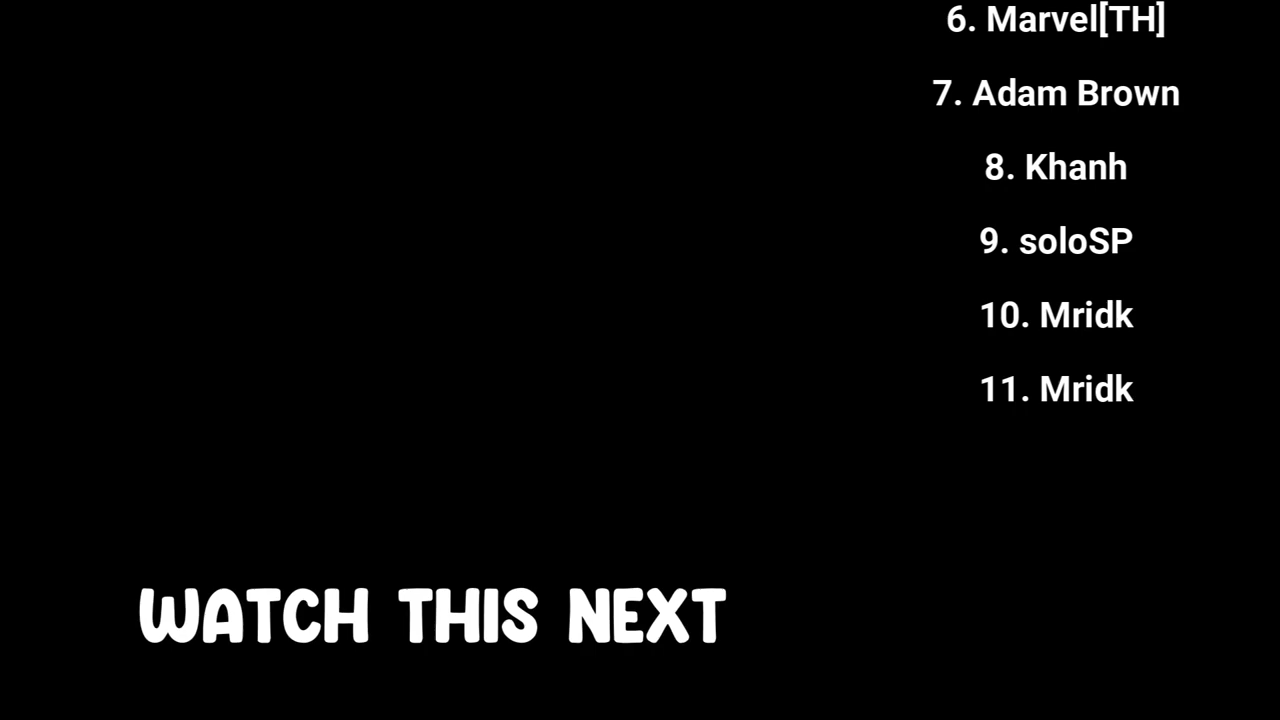 6. Marvel[TH]
7. Adam Brown
8. Khanh
9. soloSP
10. Mridk
11. Mridk
WATCH THIS NEXT